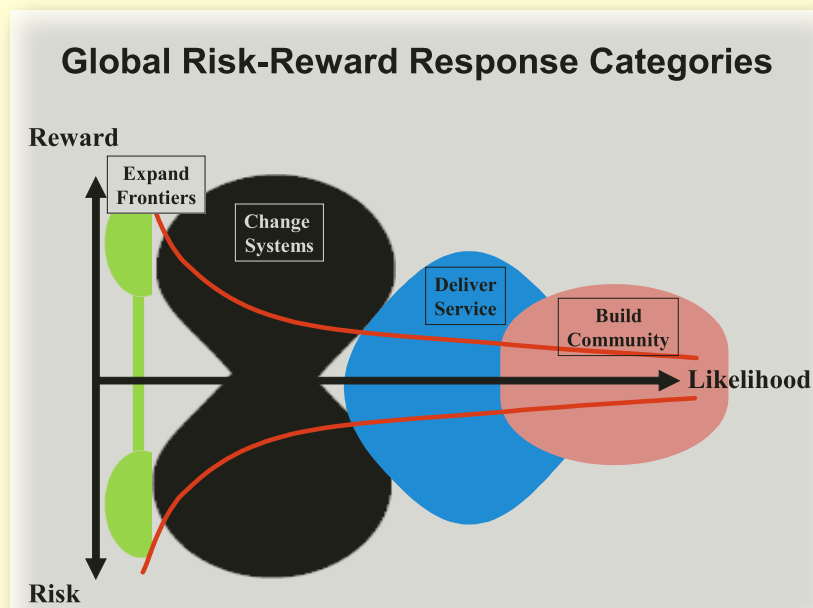 Global Risk-Reward Response Categories
Reward
Expand
Frontiers
Change
Systems
Deliver
Service
Build
Community
Likelihood
Risk